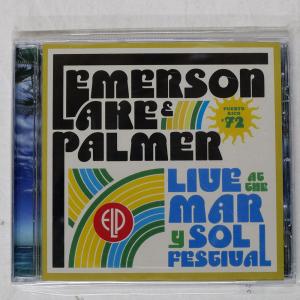 EMERSON
LAKE &
PALMER
PUERTO
RICO
'72
LIVE AT
THE
MAR
Y SOL
FESTIVAL
ELP